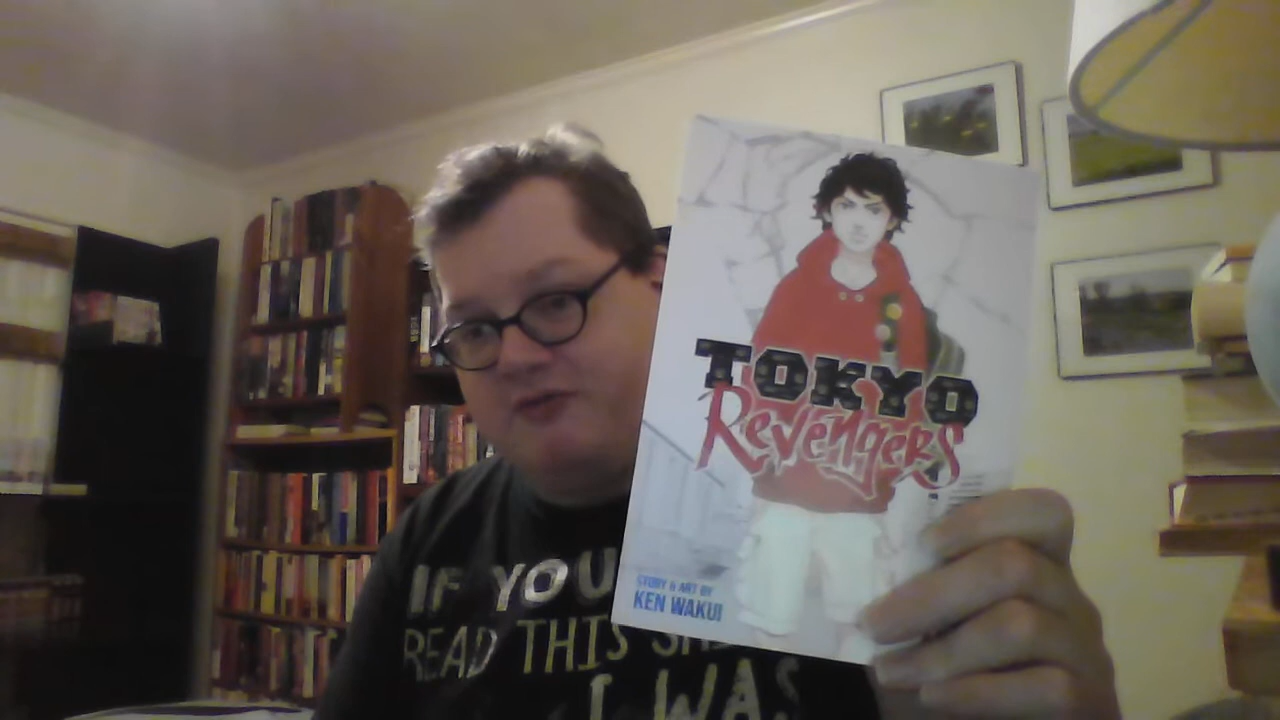 TOKYO
REVENGERS
STORY & ART BY
KEN WAKUI
IF YOU
READ THIS
I WAS